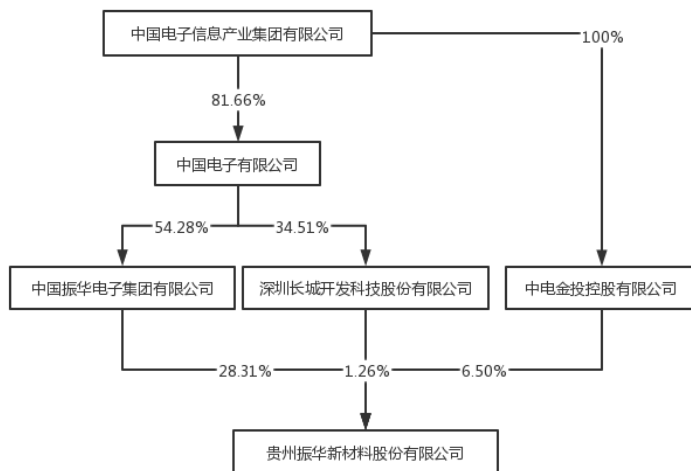 中国电子信息产业集团有限公司
100%
81.66%
中国电子有限公司
54.28%
34.51%
中国振华电子集团有限公司
深圳长城开发科技股份有限公司
中电金投控股有限公司
28.31%
1.26%
6.50%
贵州振华新材料股份有限公司